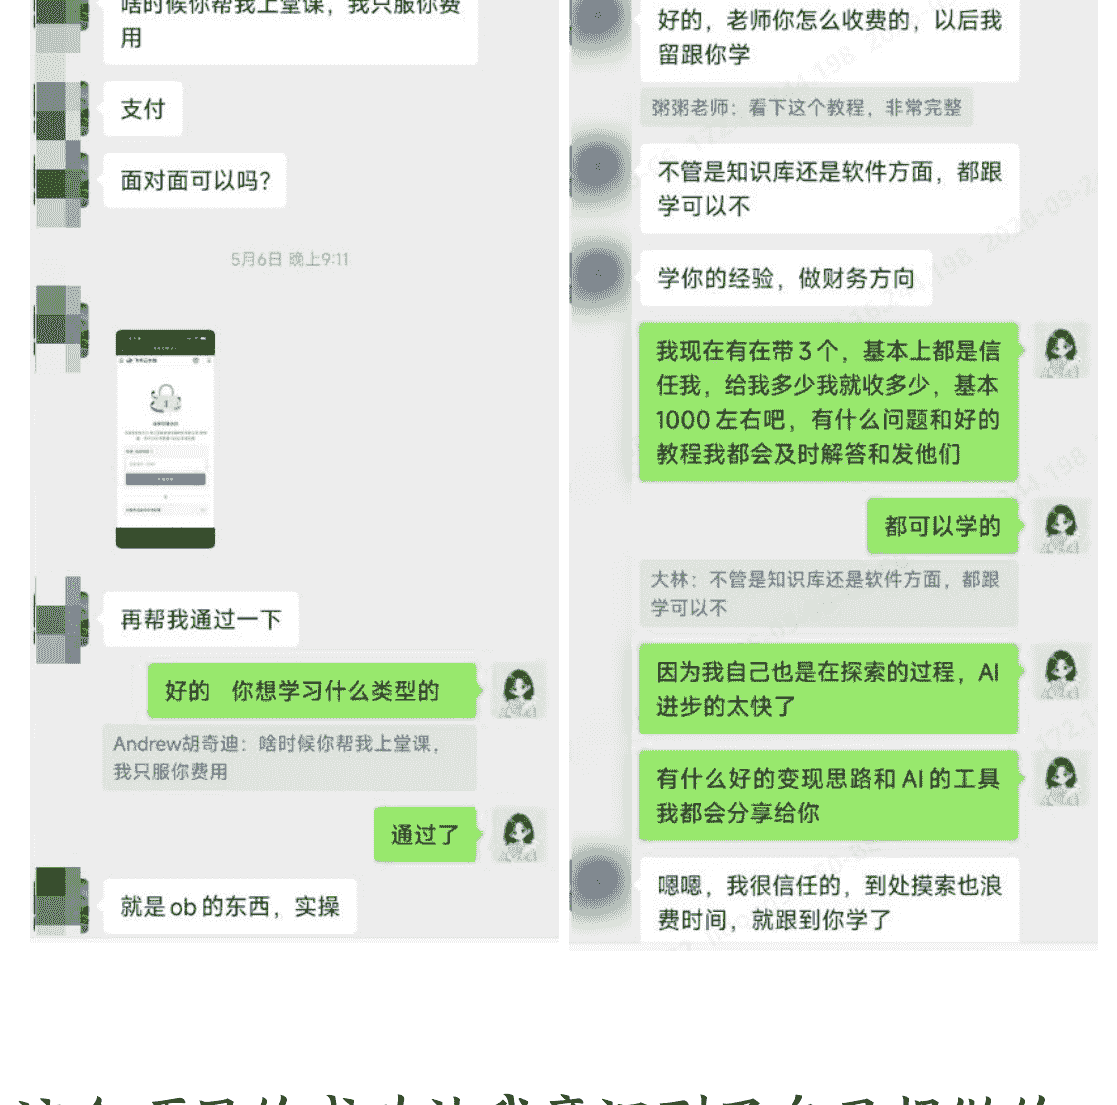 啥时候你帮我上堂课，我只服你费
用
支付
面对面可以吗？
5月6日 晚上9:11
再帮我通过一下
好的 你想学习什么类型的
Andrew胡奇迪：啥时候你帮我上堂课，
我只服你费用
通过了
就是ob的东西，实操
好的，老师你怎么收费的，以后我
留跟你学
粥粥老师：看下这个教程，非常完整
不管是知识库还是软件方面，都跟
学可以不
学你的经验，做财务方向
我现在有在带3个，基本上都是信
任我，给我多少我就收多少，基本
1000左右吧，有什么问题和好的
教程我都会及时解答和发他们
都可以学的
大林：不管是知识库还是软件方面，都跟
学可以不
因为我自己也是在探索的过程，AI
进步的太快了
有什么好的变现思路和AI的工具
我都会分享给你
嗯嗯，我很信任的，到处摸索也浪
费时间，就跟到你学了